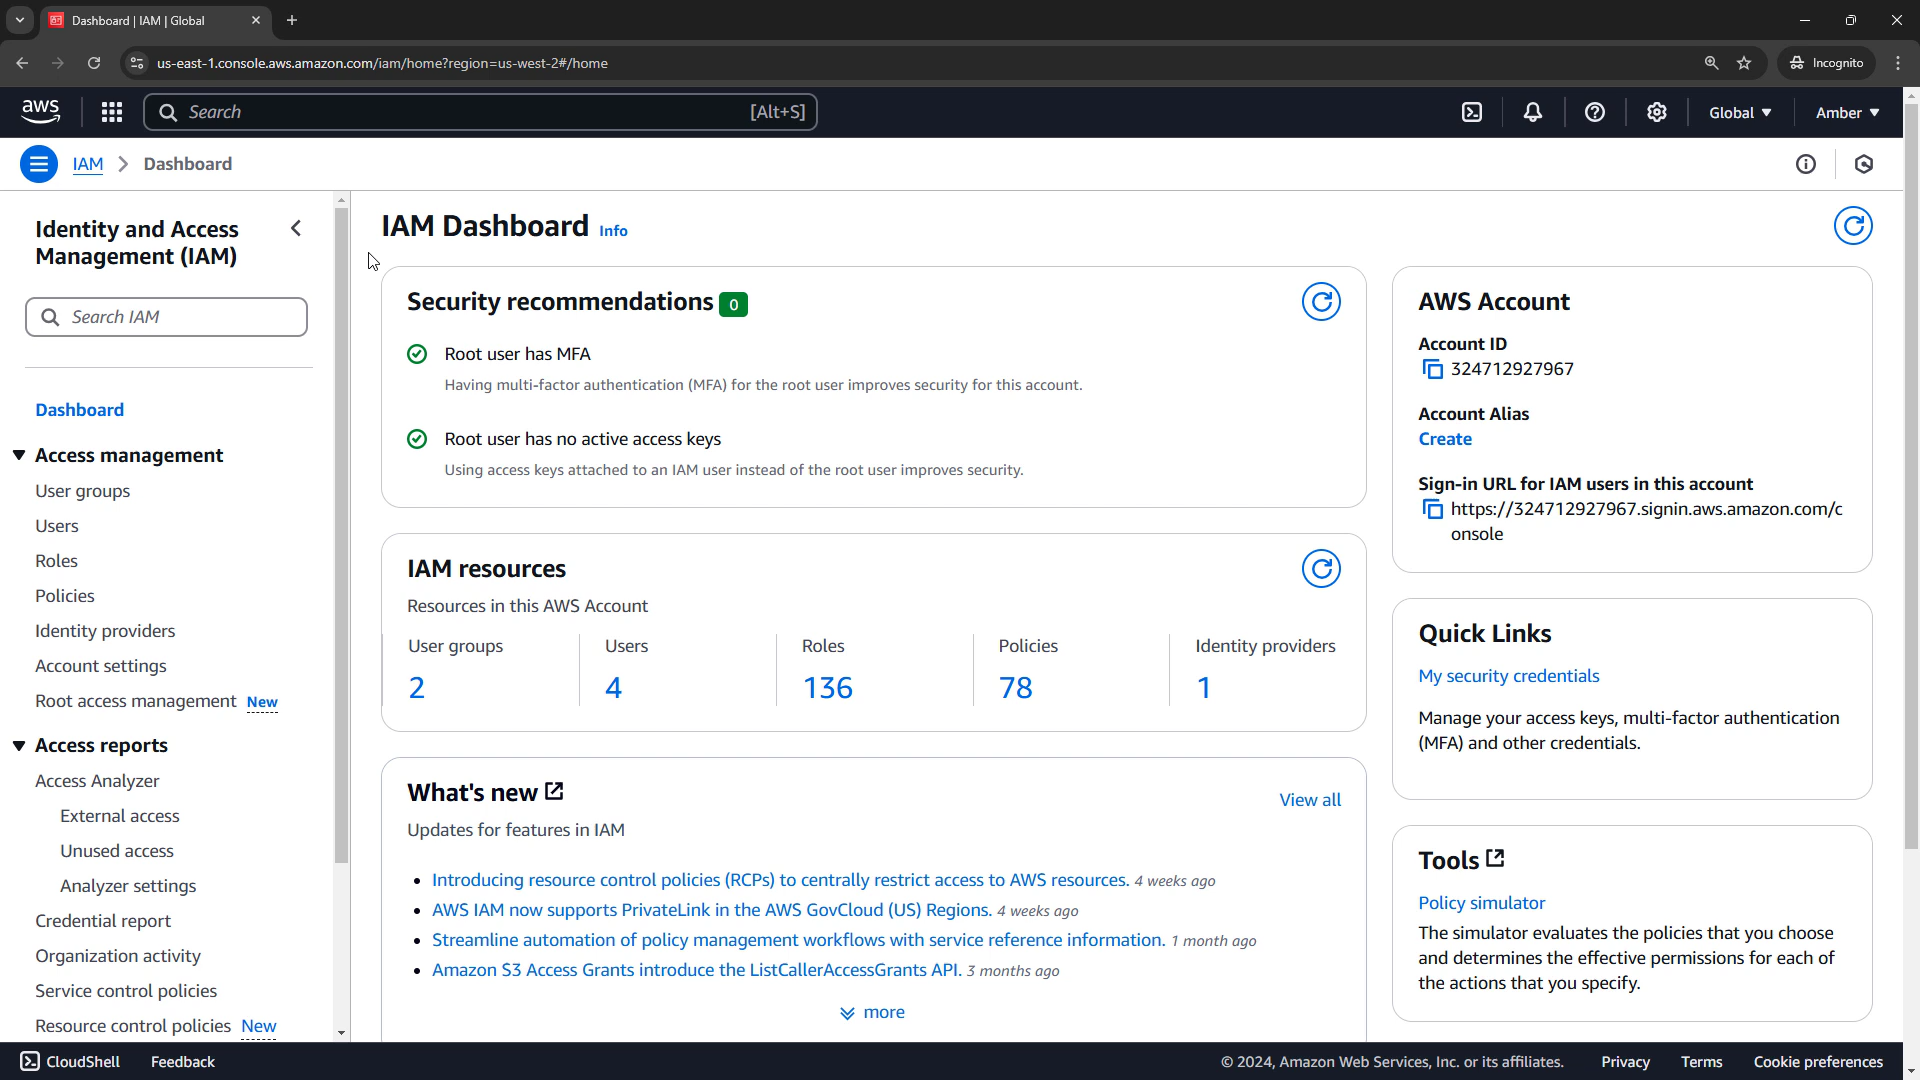 Dashboard | IAM | Global
us-east-1.console.aws.amazon.com/iam/home?region=us-west-2#/home
Incognito
aws
Search
[Alt+S]
Global
Amber
IAM
Dashboard
Identity and Access
Management (IAM)
Search IAM
Dashboard
Access management
User groups
Users
Roles
Policies
Identity providers
Account settings
Root access management New
Access reports
Access Analyzer
External access
Unused access
Analyzer settings
Credential report
Organization activity
Service control policies
Resource control policies New
IAM Dashboard Info
Security recommendations 0
Root user has MFA
Having multi-factor authentication (MFA) for the root user improves security for this account.
Root user has no active access keys
Using access keys attached to an IAM user instead of the root user improves security.
IAM resources
Resources in this AWS Account
User groups
2
Users
4
Roles
136
Policies
78
Identity providers
1
What's new
View all
Updates for features in IAM
Introducing resource control policies (RCPs) to centrally restrict access to AWS resources. 4 weeks ago
AWS IAM now supports PrivateLink in the AWS GovCloud (US) Regions. 4 weeks ago
Streamline automation of policy management workflows with service reference information. 1 month ago
Amazon S3 Access Grants introduce the ListCallerAccessGrants API. 3 months ago
more
AWS Account
Account ID
324712927967
Account Alias
Create
Sign-in URL for IAM users in this account
https://324712927967.signin.aws.amazon.com/c
onsole
Quick Links
My security credentials
Manage your access keys, multi-factor authentication
(MFA) and other credentials.
Tools
Policy simulator
The simulator evaluates the policies that you choose
and determines the effective permissions for each of
the actions that you specify.
CloudShell
Feedback
© 2024, Amazon Web Services, Inc. or its affiliates.
Privacy
Terms
Cookie preferences